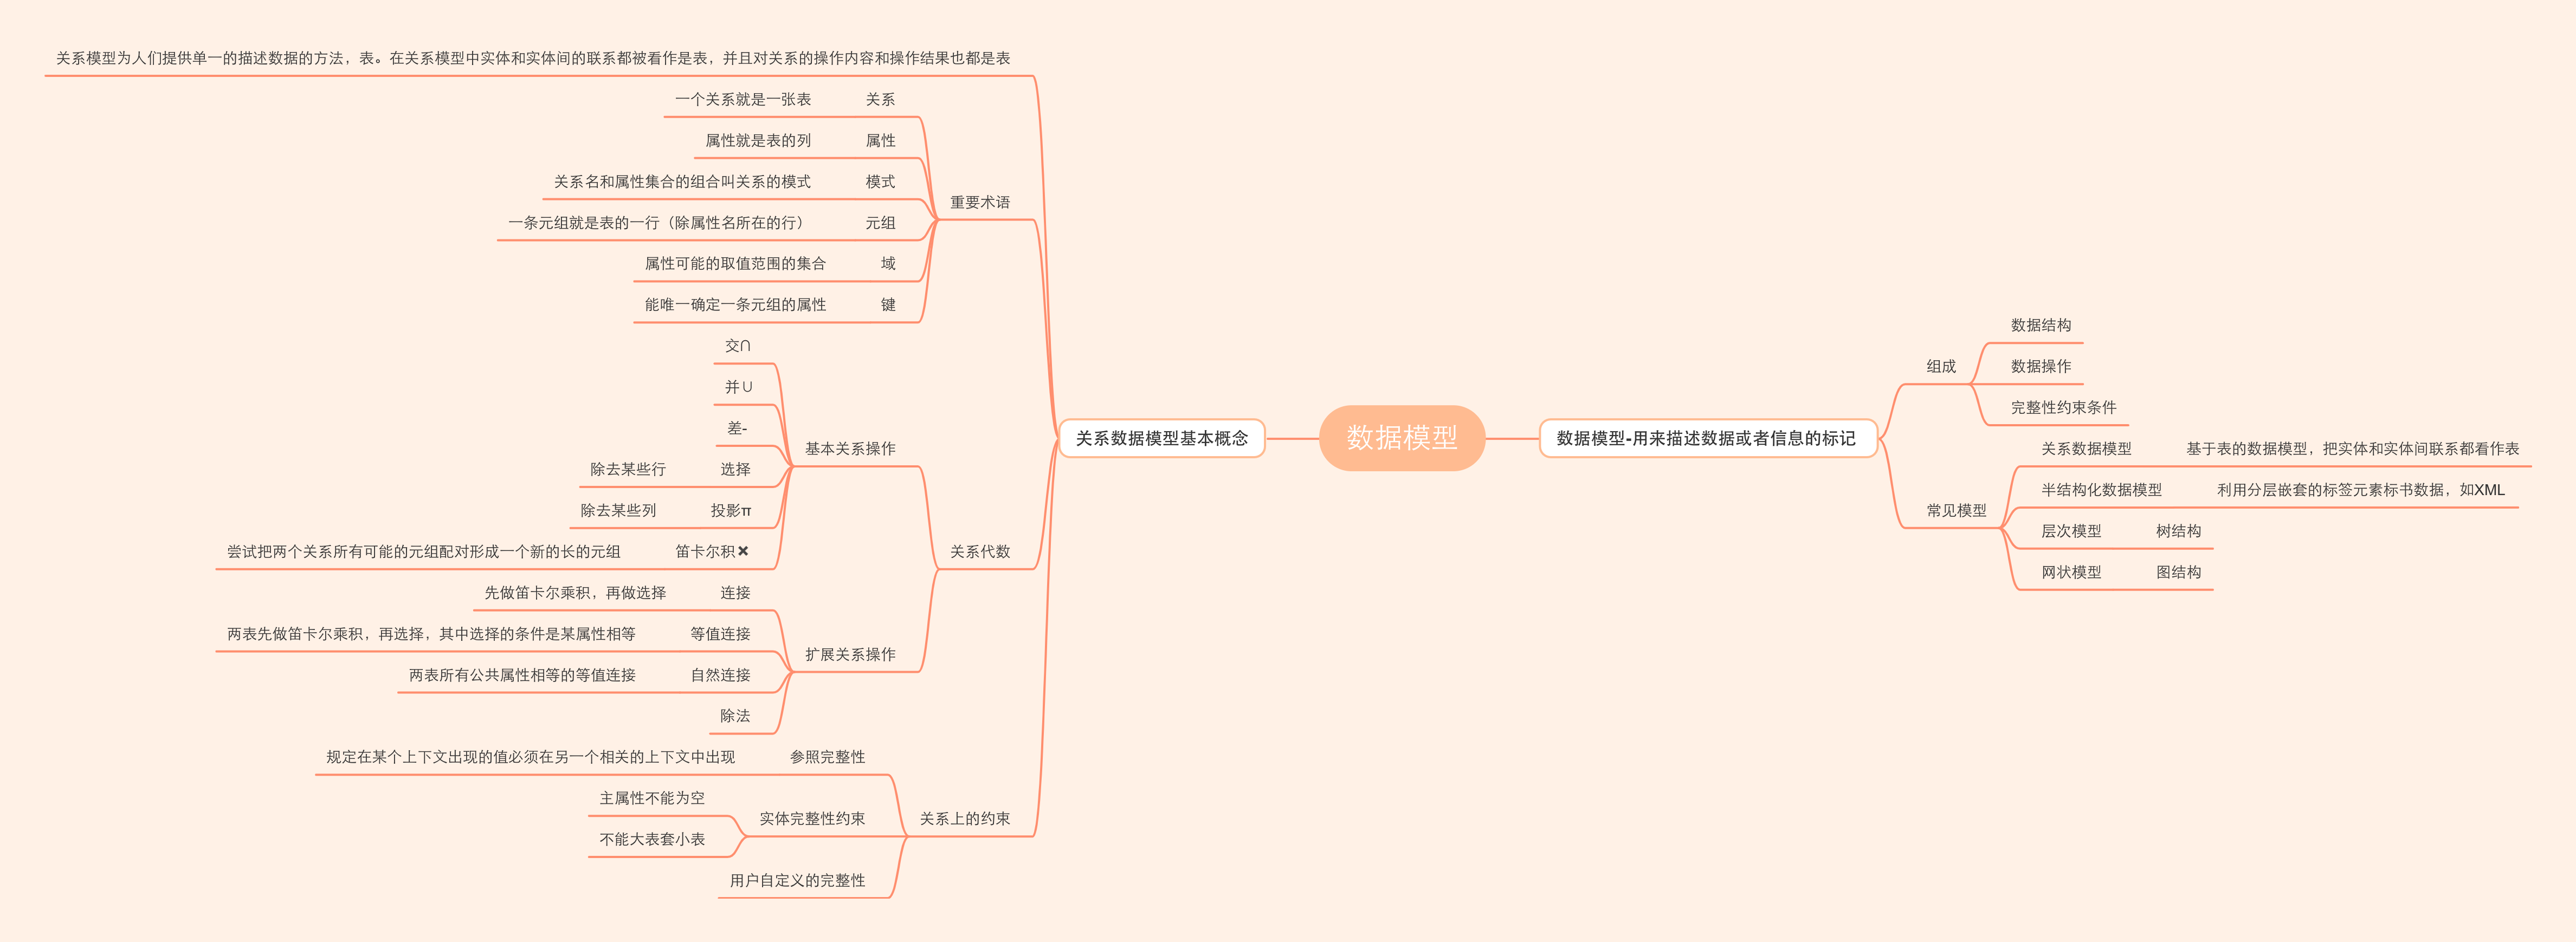 数据模型
数据模型-用来描述数据或者信息的标记
组成
数据结构
数据操作
完整性约束条件
常见模型
关系数据模型
基于表的数据模型，把实体和实体间联系都看作表
半结构化数据模型
利用分层嵌套的标签元素标书数据，如XML
层次模型
树结构
网状模型
图结构
关系数据模型基本概念
关系模型为人们提供单一的描述数据的方法，表。在关系模型中实体和实体间的联系都被看作是表，并且对关系的操作内容和操作结果也都是表
重要术语
关系
一个关系就是一张表
属性
属性就是表的列
模式
关系名和属性集合的组合叫关系的模式
元组
一条元组就是表的一行（除属性名所在的行）
域
属性可能的取值范围的集合
键
能唯一确定一条元组的属性
关系代数
基本关系操作
交∩
并∪
差-
选择
除去某些行
投影π
除去某些列
笛卡尔积✖
尝试把两个关系所有可能的元组配对形成一个新的长的元组
扩展关系操作
连接
先做笛卡尔乘积，再做选择
等值连接
两表先做笛卡尔乘积，再选择，其中选择的条件是某属性相等
自然连接
两表所有公共属性相等的等值连接
除法
关系上的约束
参照完整性
规定在某个上下文出现的值必须在另一个相关的上下文中出现
实体完整性约束
主属性不能为空
不能大表套小表
用户自定义的完整性